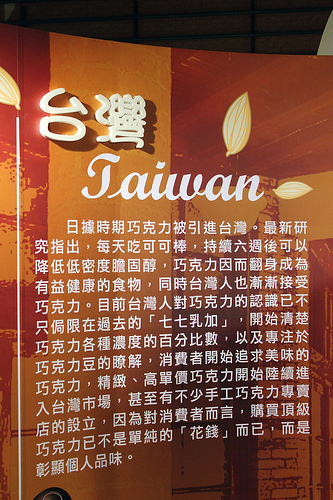 台灣
Taiwan
日據時期巧克力被引進台灣。最新研
究指出，每天吃可可棒，持續六週後可以
降低低密度膽固醇，巧克力因而翻身成為
有益健康的食物，同時台灣人也漸漸接受
巧克力。目前台灣人對巧克力的認識已不
只侷限在過去的「七七乳加」，開始清楚
巧克力各種濃度的百分比數，以及專注於
巧克力豆的瞭解，消費者開始追求美味的
巧克力，精緻、高單價巧克力開始陸續進
入台灣市場，甚至有不少手工巧克力專賣
店的設立，因為對消費者而言，購買頂級
巧克力已不是單純的「花錢」而已，而是
彰顯個人品味。